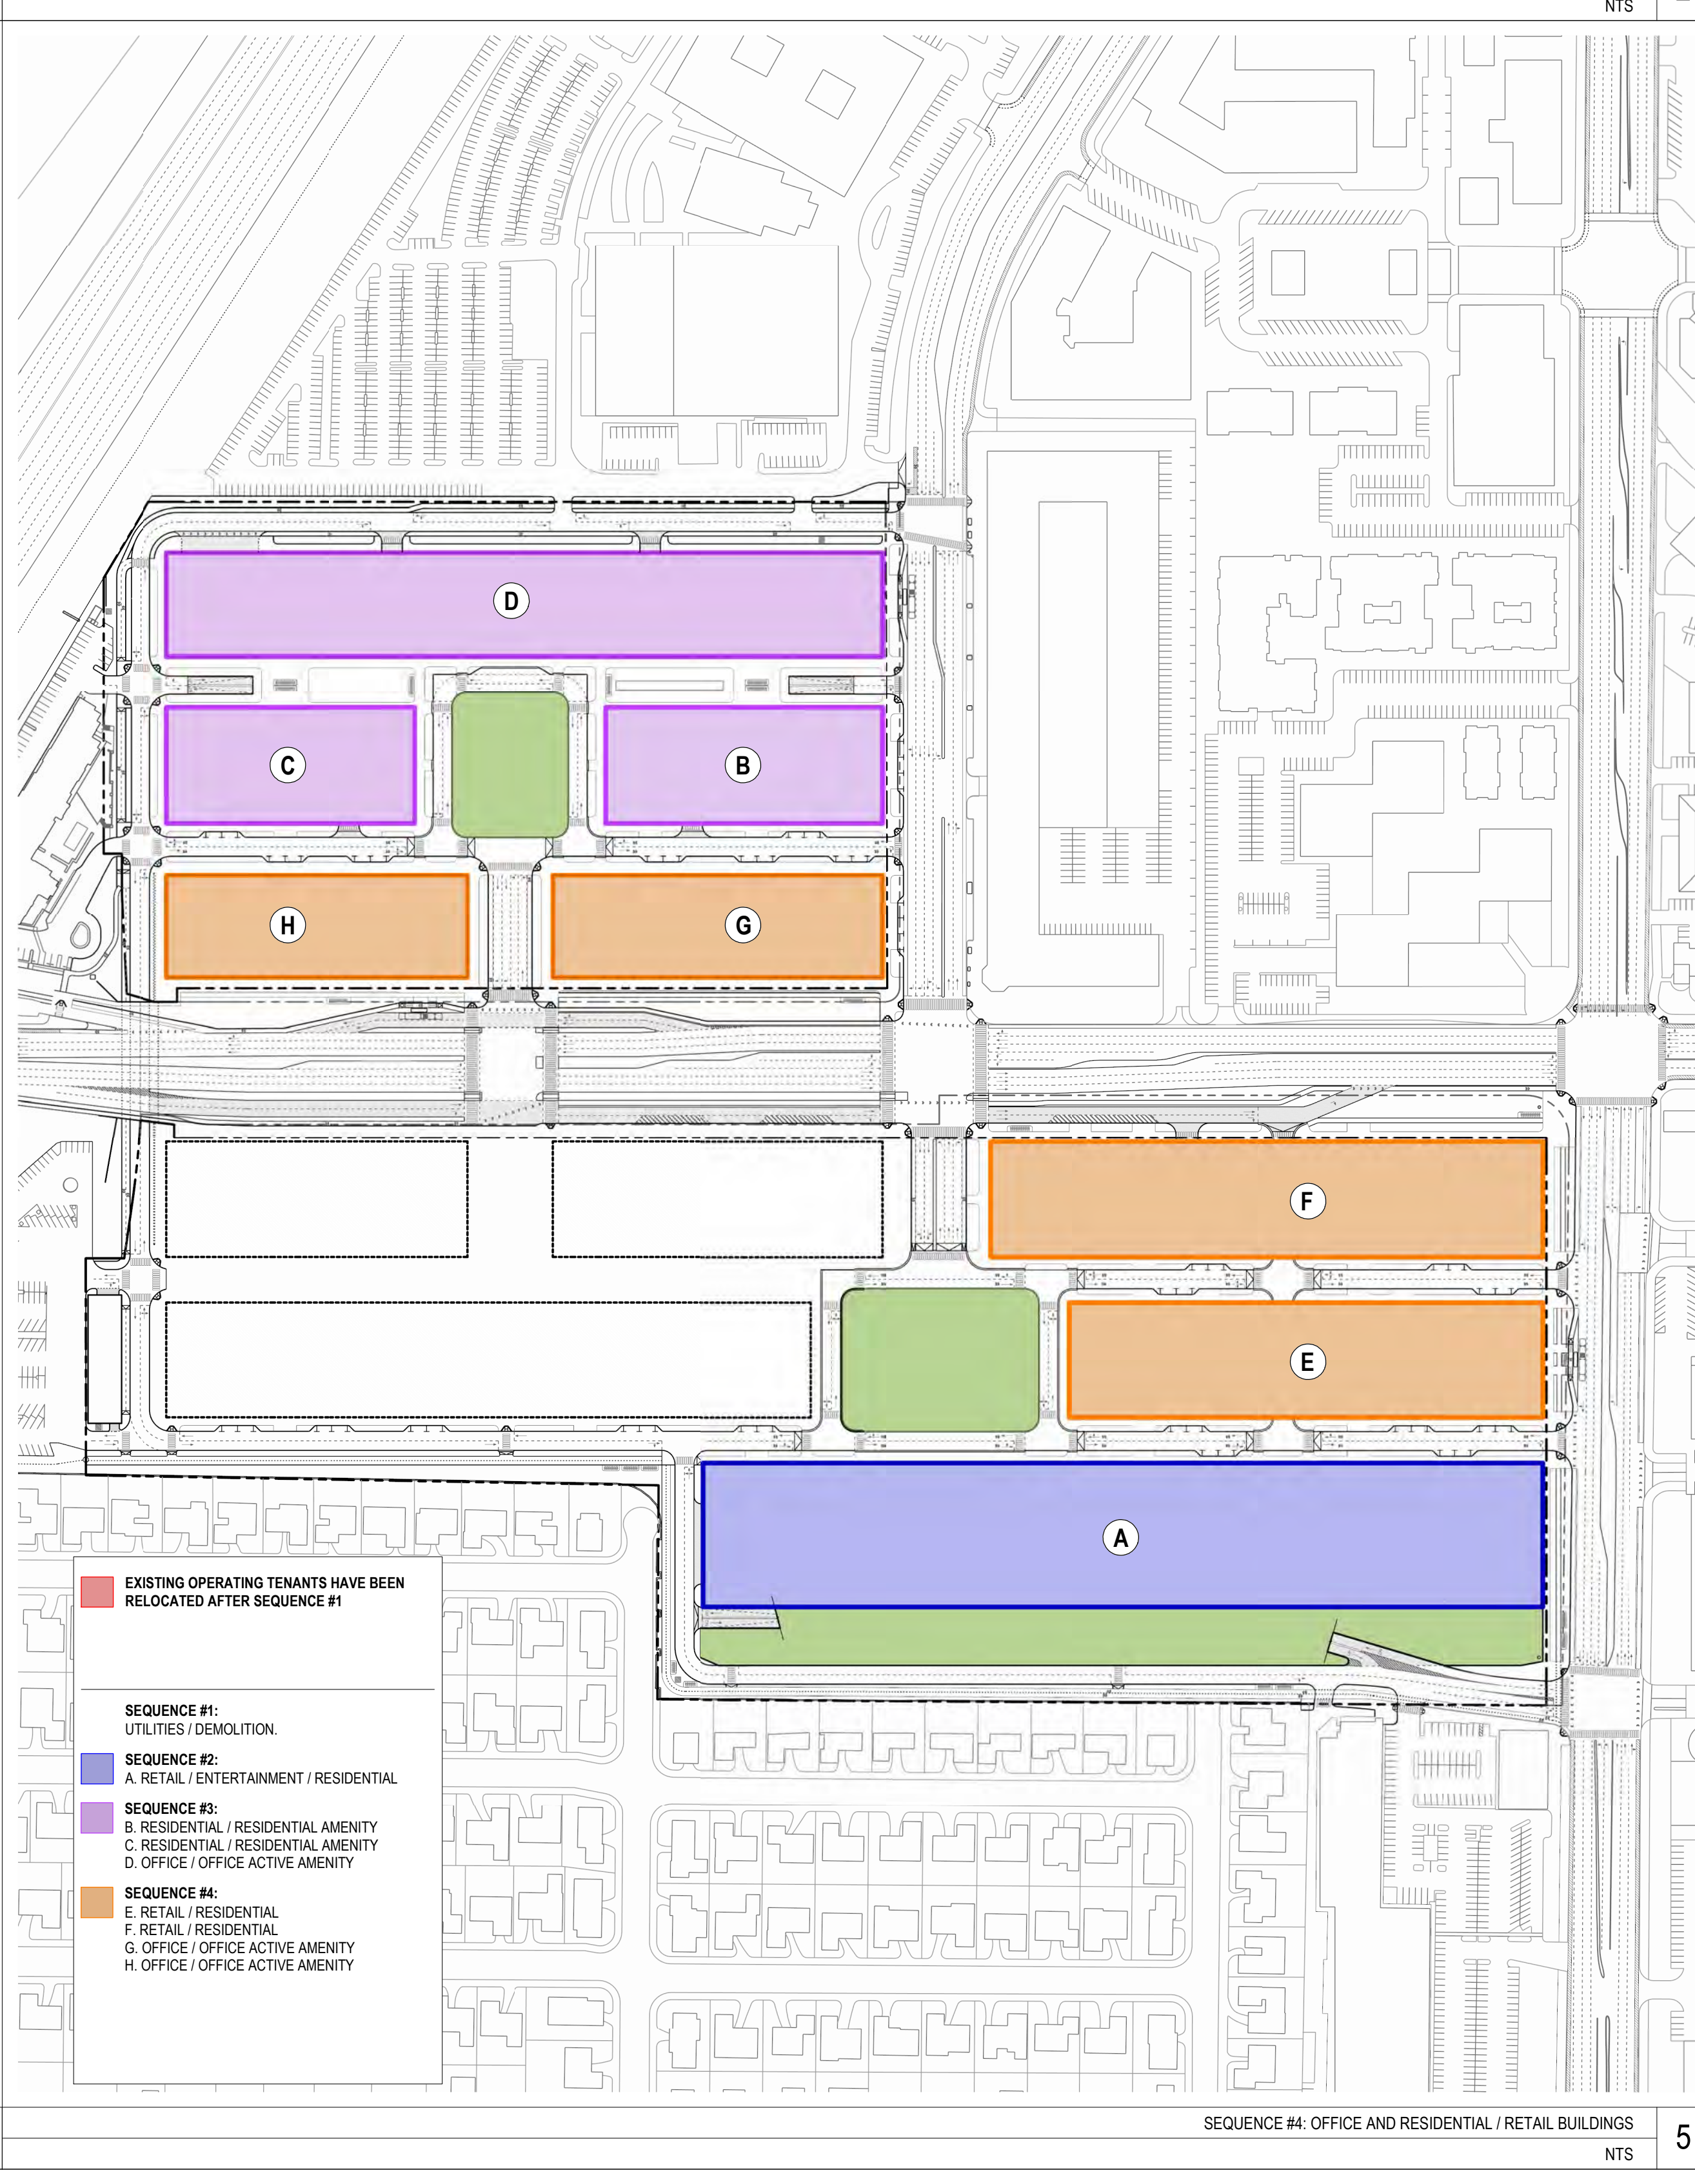 NTS
D
C
B
H
G
F
E
A
EXISTING OPERATING TENANTS HAVE BEEN
RELOCATED AFTER SEQUENCE #1
SEQUENCE #1:
UTILITIES / DEMOLITION.
SEQUENCE #2:
A. RETAIL / ENTERTAINMENT / RESIDENTIAL
SEQUENCE #3:
B. RESIDENTIAL / RESIDENTIAL AMENITY
C. RESIDENTIAL / RESIDENTIAL AMENITY
D. OFFICE / OFFICE ACTIVE AMENITY
SEQUENCE #4:
E. RETAIL / RESIDENTIAL
F. RETAIL / RESIDENTIAL
G. OFFICE / OFFICE ACTIVE AMENITY
H. OFFICE / OFFICE ACTIVE AMENITY
SEQUENCE #4: OFFICE AND RESIDENTIAL / RETAIL BUILDINGS
5
NTS